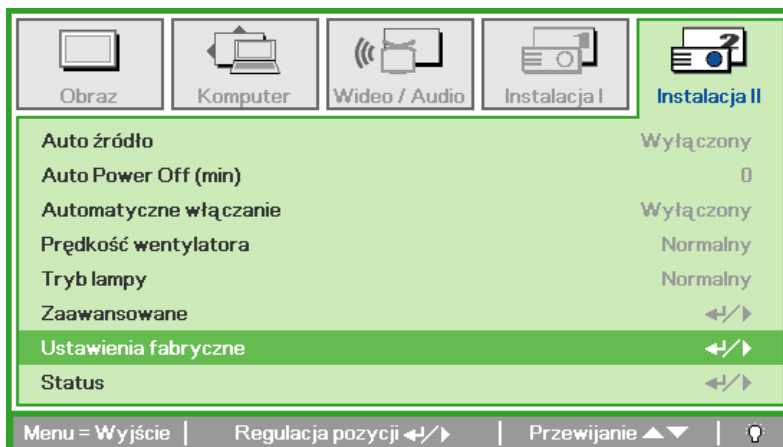 Obraz Komputer Wideo / Audio Instalacja I Instalacja II
Auto źródło Wyłączony
Auto Power Off (min) 0
Automatyczne włączanie Wyłączony
Prędkość wentylatora Normalny
Tryb lampy Normalny
Zaawansowane
Ustawienia fabryczne
Status
Menu = Wyjście | Regulacja pozycji ↵/▶ | Przewijanie ▲▼ |